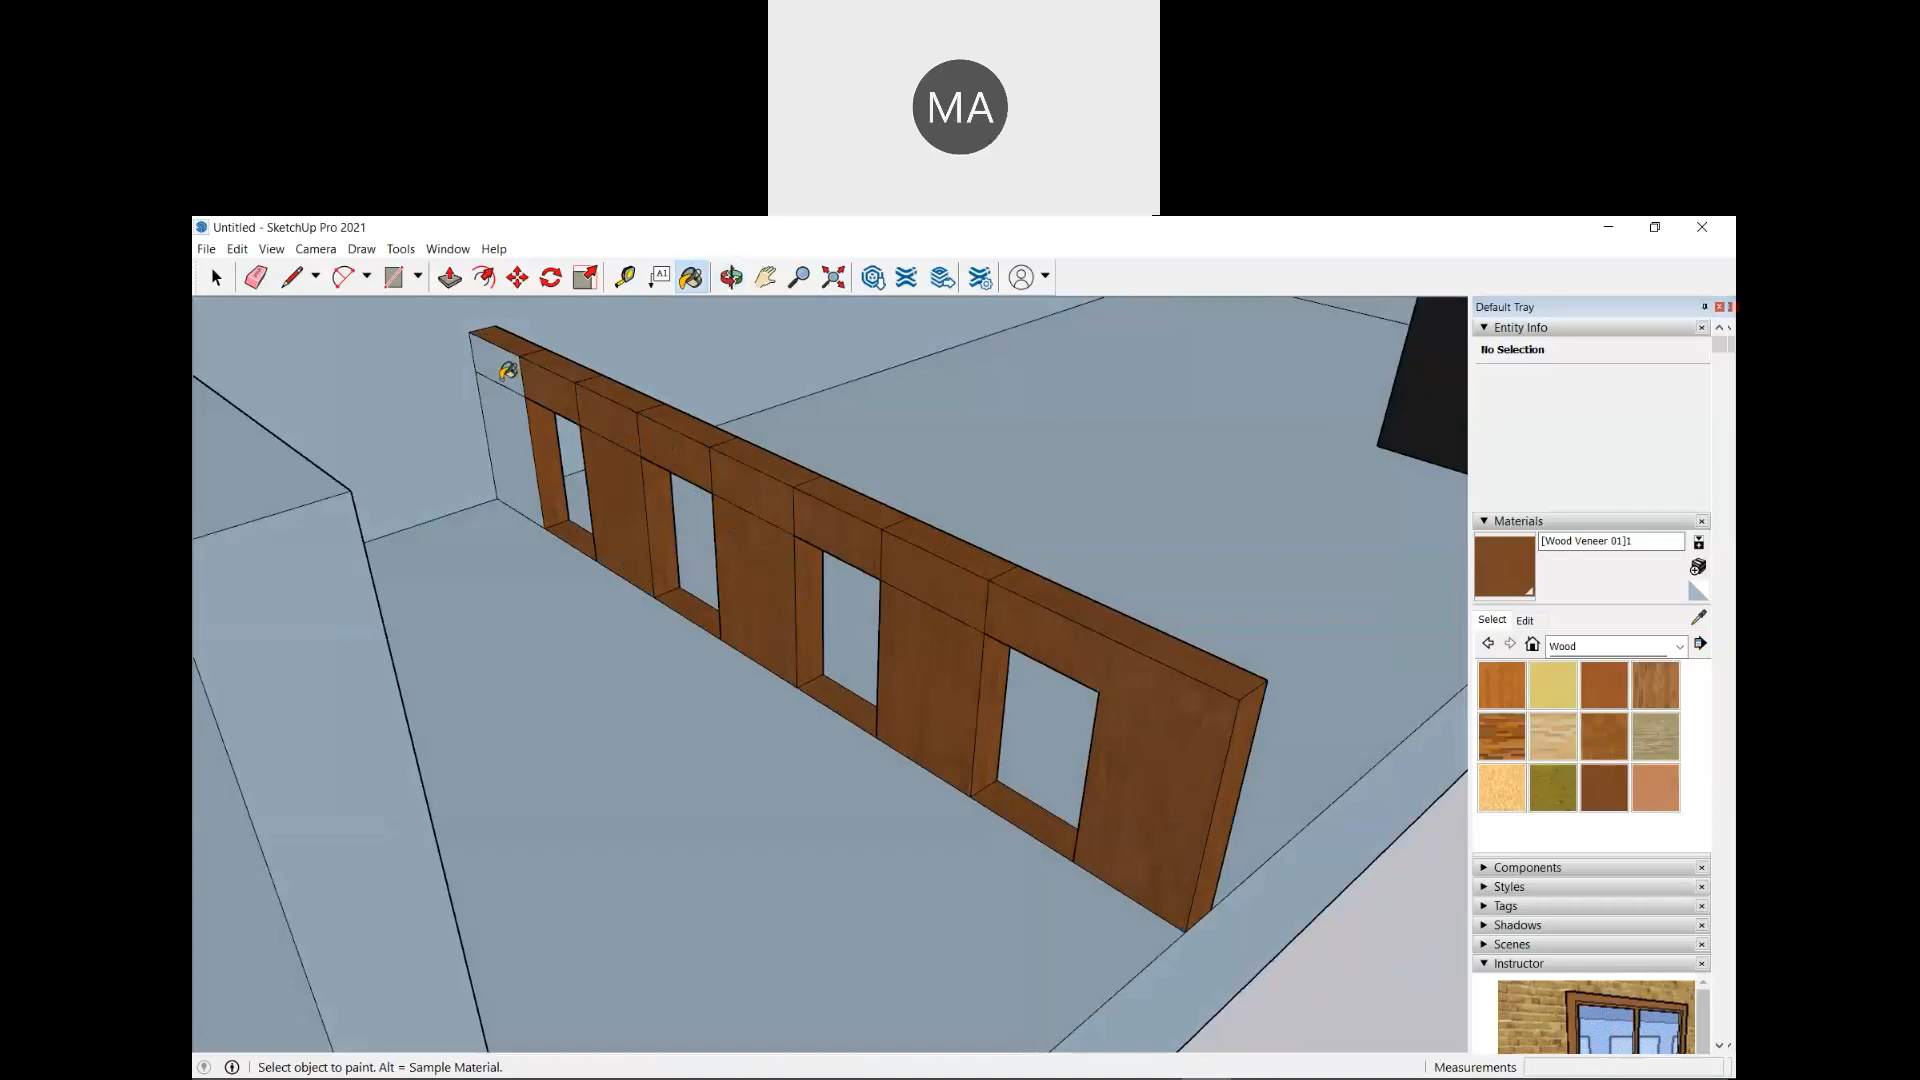 MA
Untitled - SketchUp Pro 2021
File Edit View Camera Draw Tools Window Help
A1
Default Tray
Entity Info
No Selection
Materials
[Wood Veneer 01]1
Select Edit
Wood
Components
Styles
Tags
Shadows
Scenes
Instructor
Select object to paint. Alt = Sample Material.
Measurements